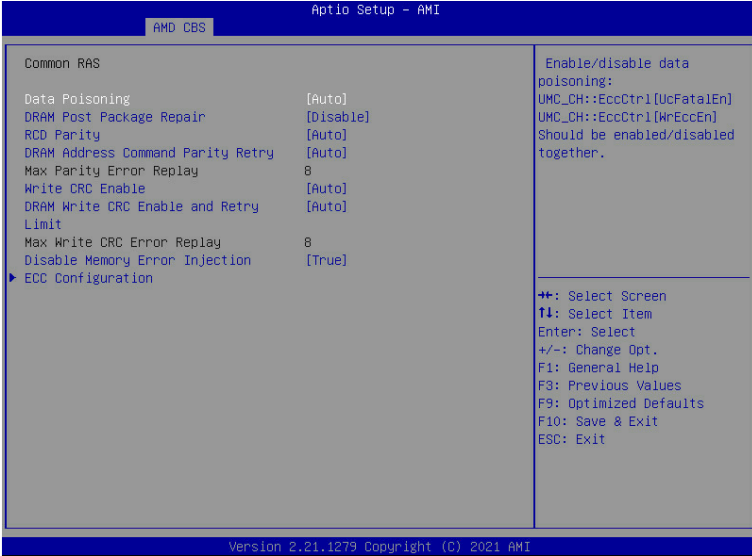 Aptio Setup – AMI
AMD CBS
Common RAS
Data Poisoning [Auto]
DRAM Post Package Repair [Disable]
RCD Parity [Auto]
DRAM Address Command Parity Retry [Auto]
Max Parity Error Replay 8
Write CRC Enable [Auto]
DRAM Write CRC Enable and Retry [Auto]
Limit
Max Write CRC Error Replay 8
Disable Memory Error Injection [True]
ECC Configuration
Enable/disable data
poisoning:
UMC_CH::EccCtrl[UcFatalEn]
UMC_CH::EccCtrl[WrEccEn]
Should be enabled/disabled
together.
→←: Select Screen
↑↓: Select Item
Enter: Select
+/-: Change Opt.
F1: General Help
F3: Previous Values
F9: Optimized Defaults
F10: Save & Exit
ESC: Exit
Version 2.21.1279 Copyright (C) 2021 AMI